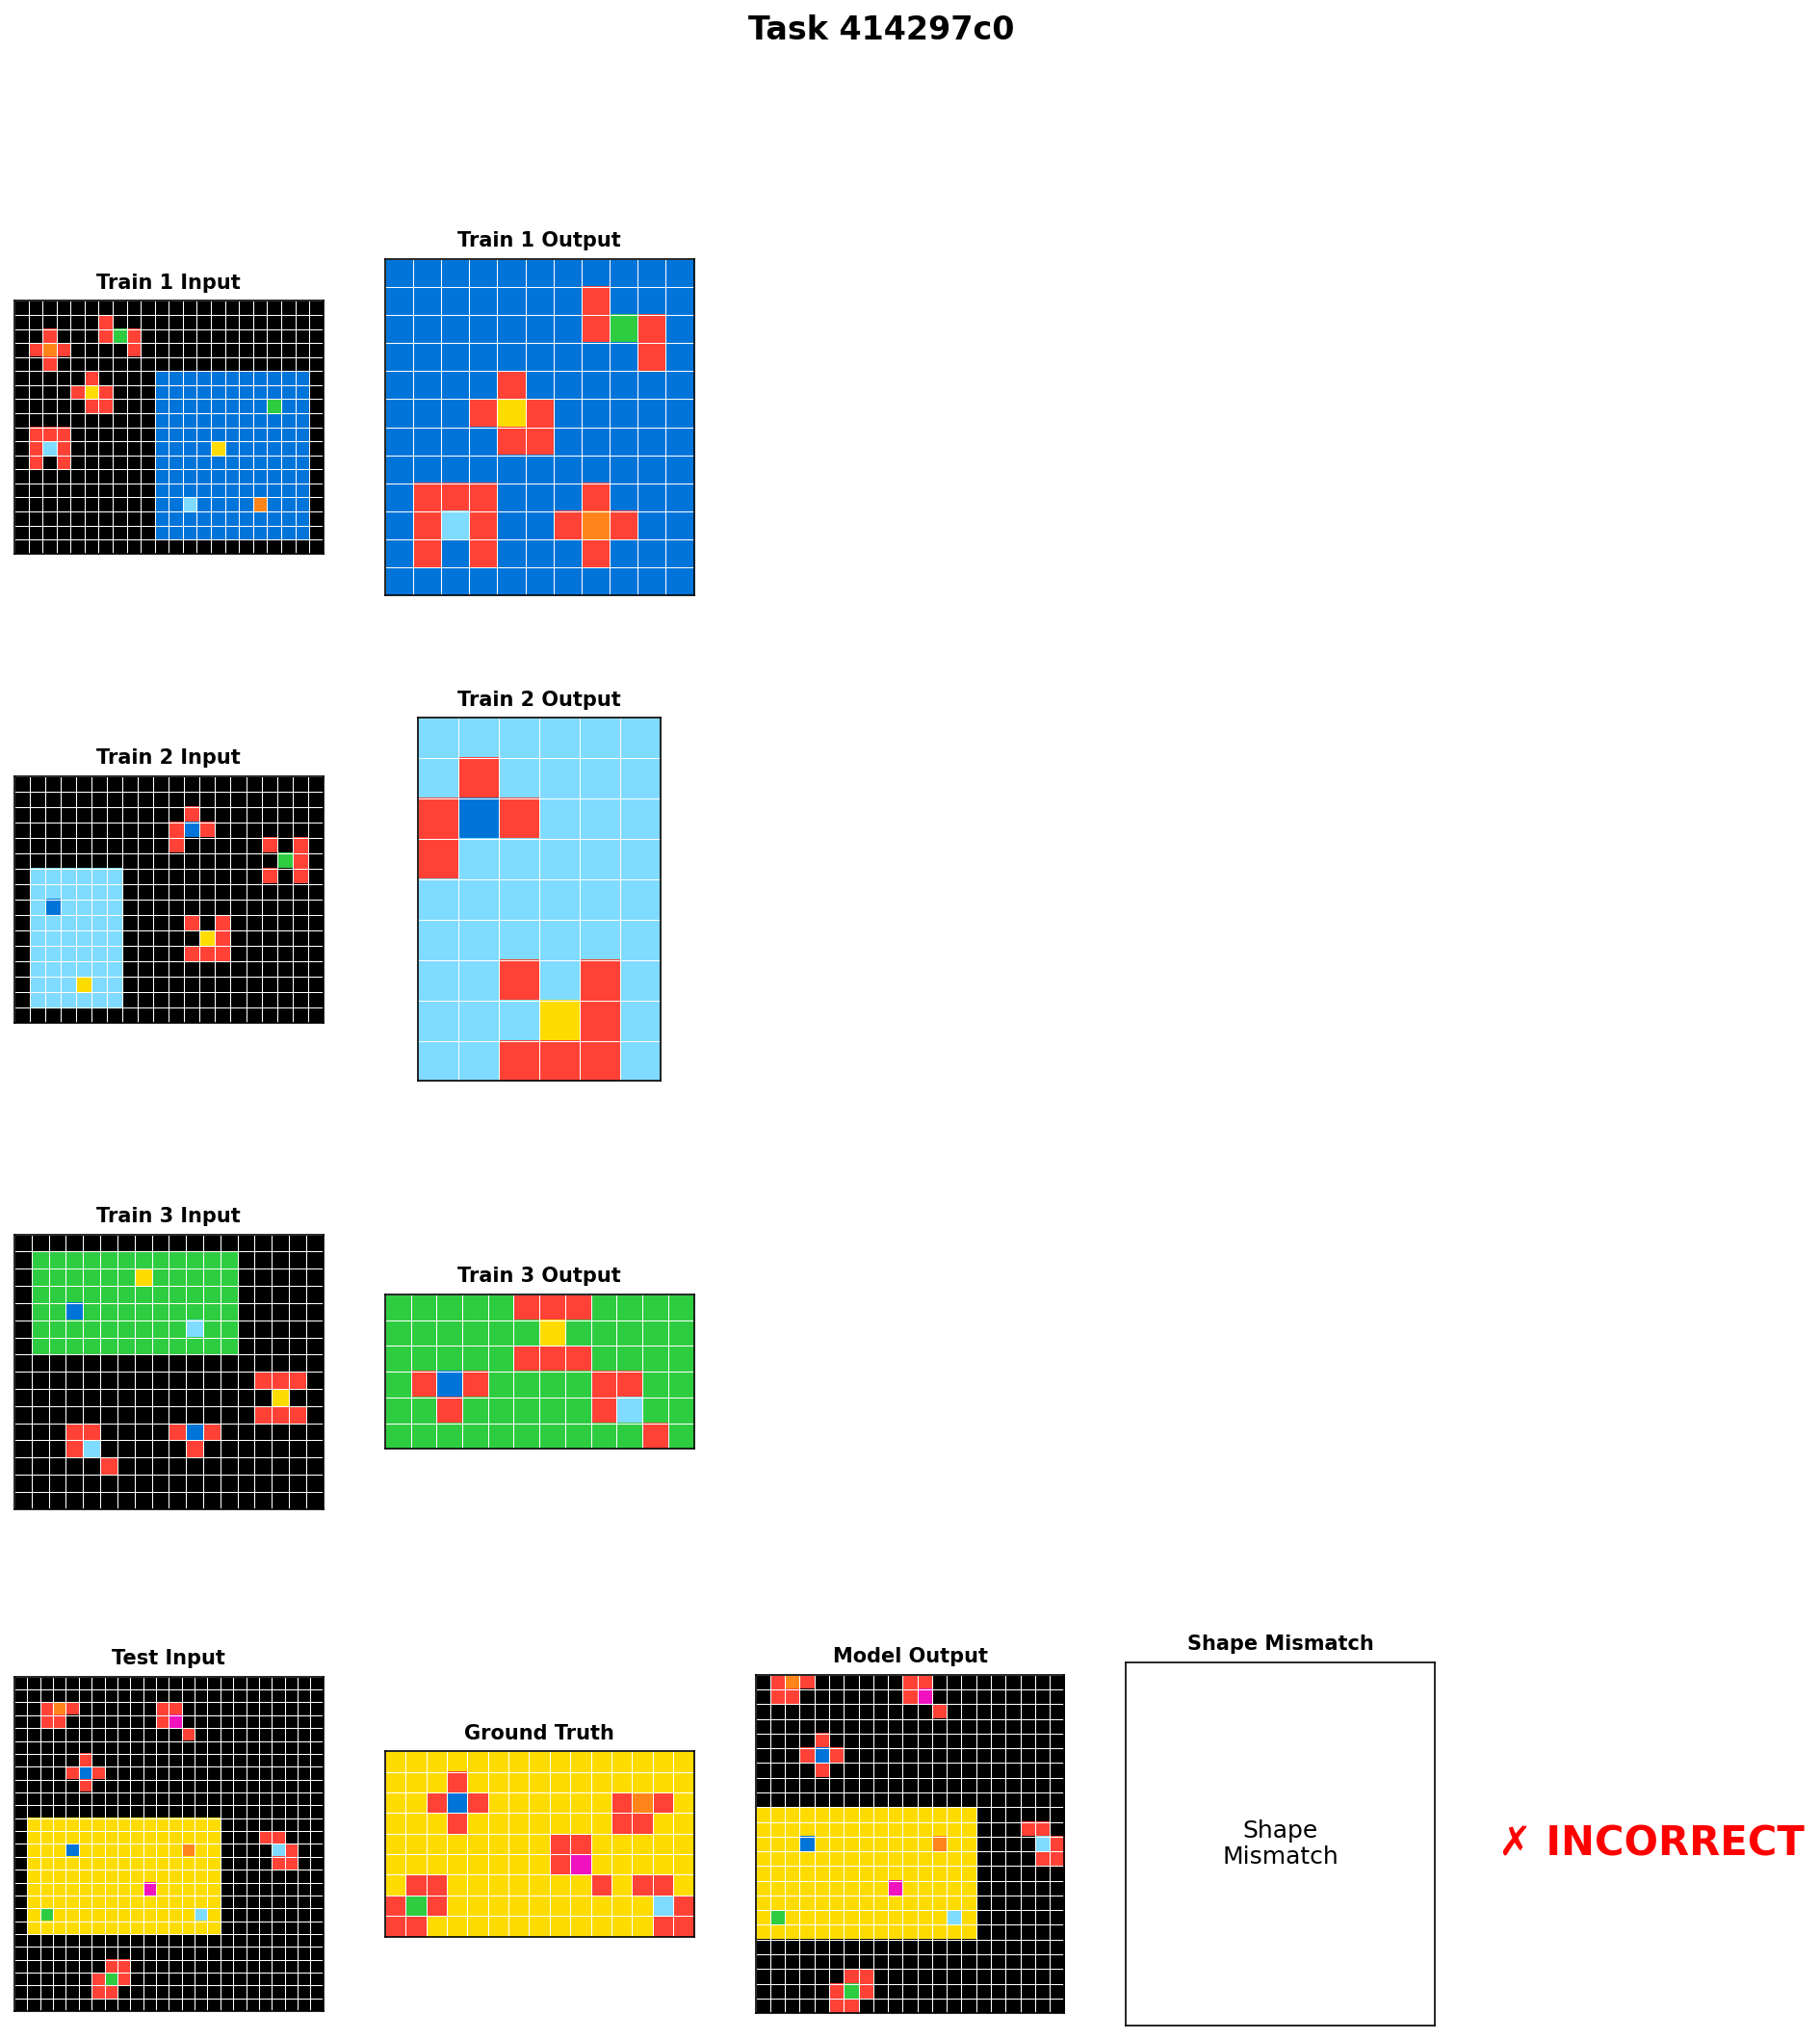 Task 414297c0
Train 1 Input
Train 1 Output
Train 2 Input
Train 2 Output
Train 3 Input
Train 3 Output
Test Input
Ground Truth
Model Output
Shape Mismatch
Shape
Mismatch
✗ INCORRECT